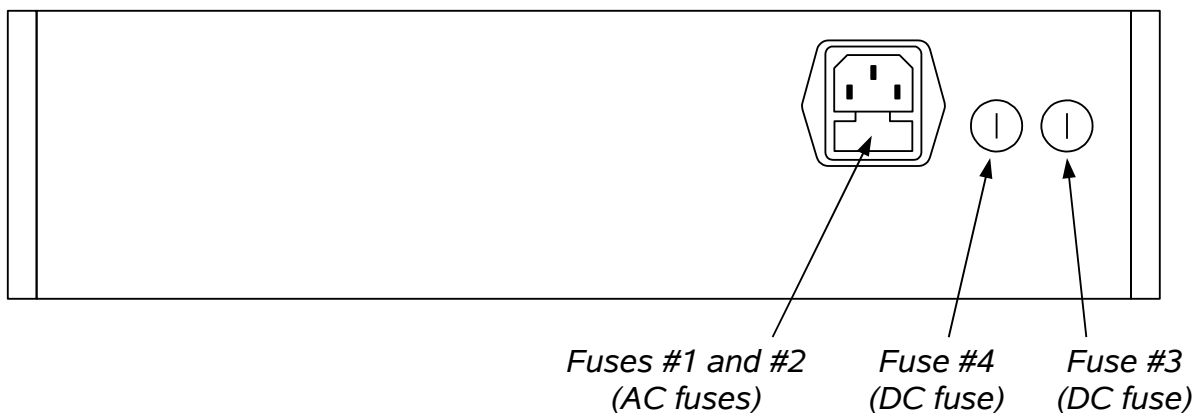 Fuses #1 and #2
(AC fuses)
Fuse #4
(DC fuse)
Fuse #3
(DC fuse)